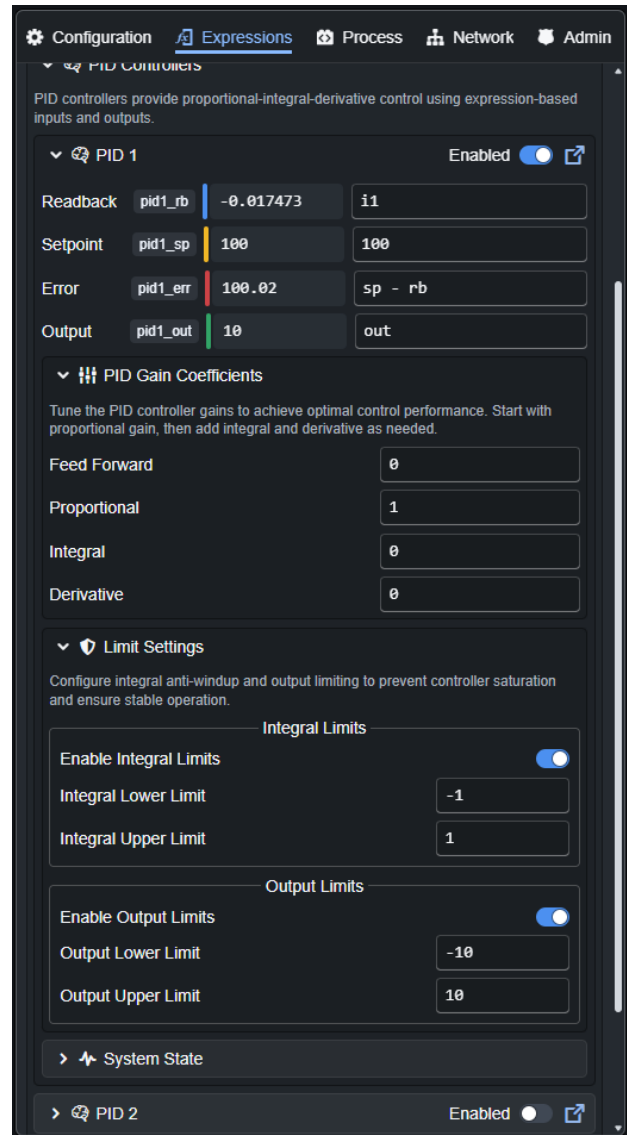 Configuration Expressions Process Network Admin
PID Controllers
PID controllers provide proportional-integral-derivative control using expression-based
inputs and outputs.
PID 1 Enabled
Readback pid1_rb -0.017473 i1
Setpoint pid1_sp 100 100
Error pid1_err 100.02 sp - rb
Output pid1_out 10 out
PID Gain Coefficients
Tune the PID controller gains to achieve optimal control performance. Start with
proportional gain, then add integral and derivative as needed.
Feed Forward 0
Proportional 1
Integral 0
Derivative 0
Limit Settings
Configure integral anti-windup and output limiting to prevent controller saturation
and ensure stable operation.
Integral Limits
Enable Integral Limits
Integral Lower Limit -1
Integral Upper Limit 1
Output Limits
Enable Output Limits
Output Lower Limit -10
Output Upper Limit 10
System State
PID 2 Enabled